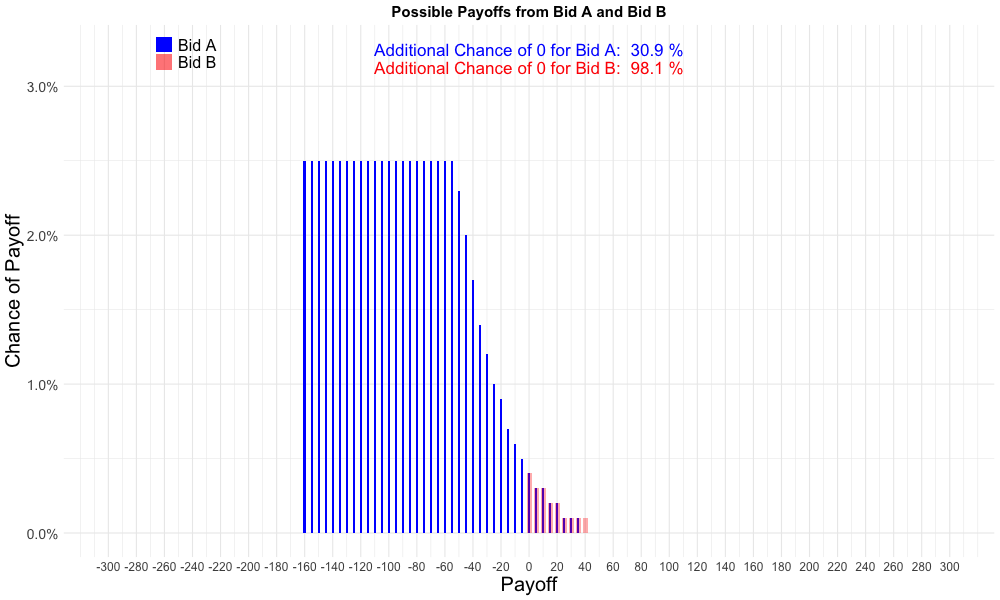 Possible Payoffs from Bid A and Bid B
Bid A
Bid B
Additional Chance of 0 for Bid A:  30.9 %
Additional Chance of 0 for Bid B:  98.1 %
Chance of Payoff
3.0%
2.0%
1.0%
0.0%
-300 -280 -260 -240 -220 -200 -180 -160 -140 -120 -100 -80 -60 -40 -20 0 20 40 60 80 100 120 140 160 180 200 220 240 260 280 300
Payoff